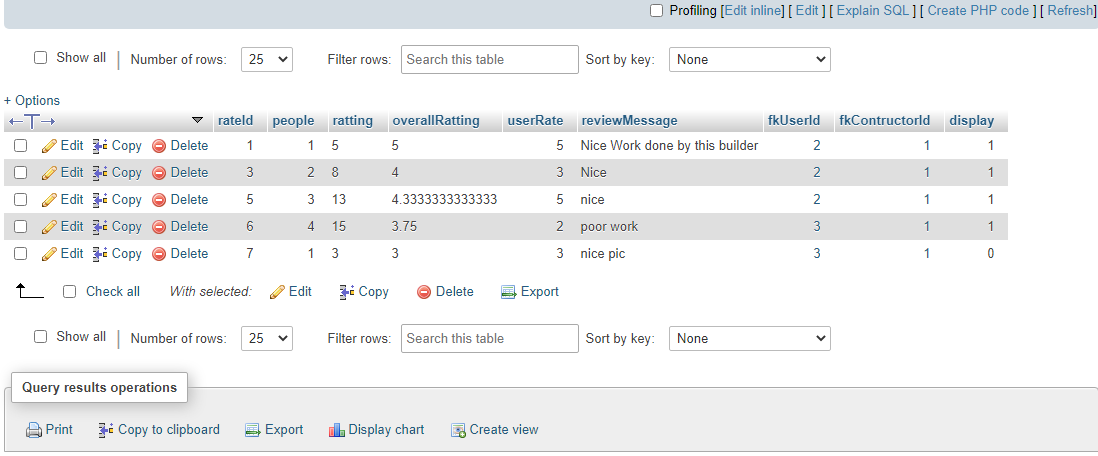 Profiling [Edit inline] [ Edit ] [ Explain SQL ] [ Create PHP code ] [ Refresh]
Show all | Number of rows: 25 Filter rows: Search this table Sort by key: None
+ Options
←T→ rateId people ratting overallRatting userRate reviewMessage fkUserId fkContructorId display
Edit Copy Delete 1 1 5 5 5 Nice Work done by this builder 2 1 1
Edit Copy Delete 3 2 8 4 3 Nice 2 1 1
Edit Copy Delete 5 3 13 4.3333333333333 5 nice 2 1 1
Edit Copy Delete 6 4 15 3.75 2 poor work 3 1 1
Edit Copy Delete 7 1 3 3 3 nice pic 3 1 0
Check all With selected: Edit Copy Delete Export
Show all | Number of rows: 25 Filter rows: Search this table Sort by key: None
Query results operations
Print Copy to clipboard Export Display chart Create view